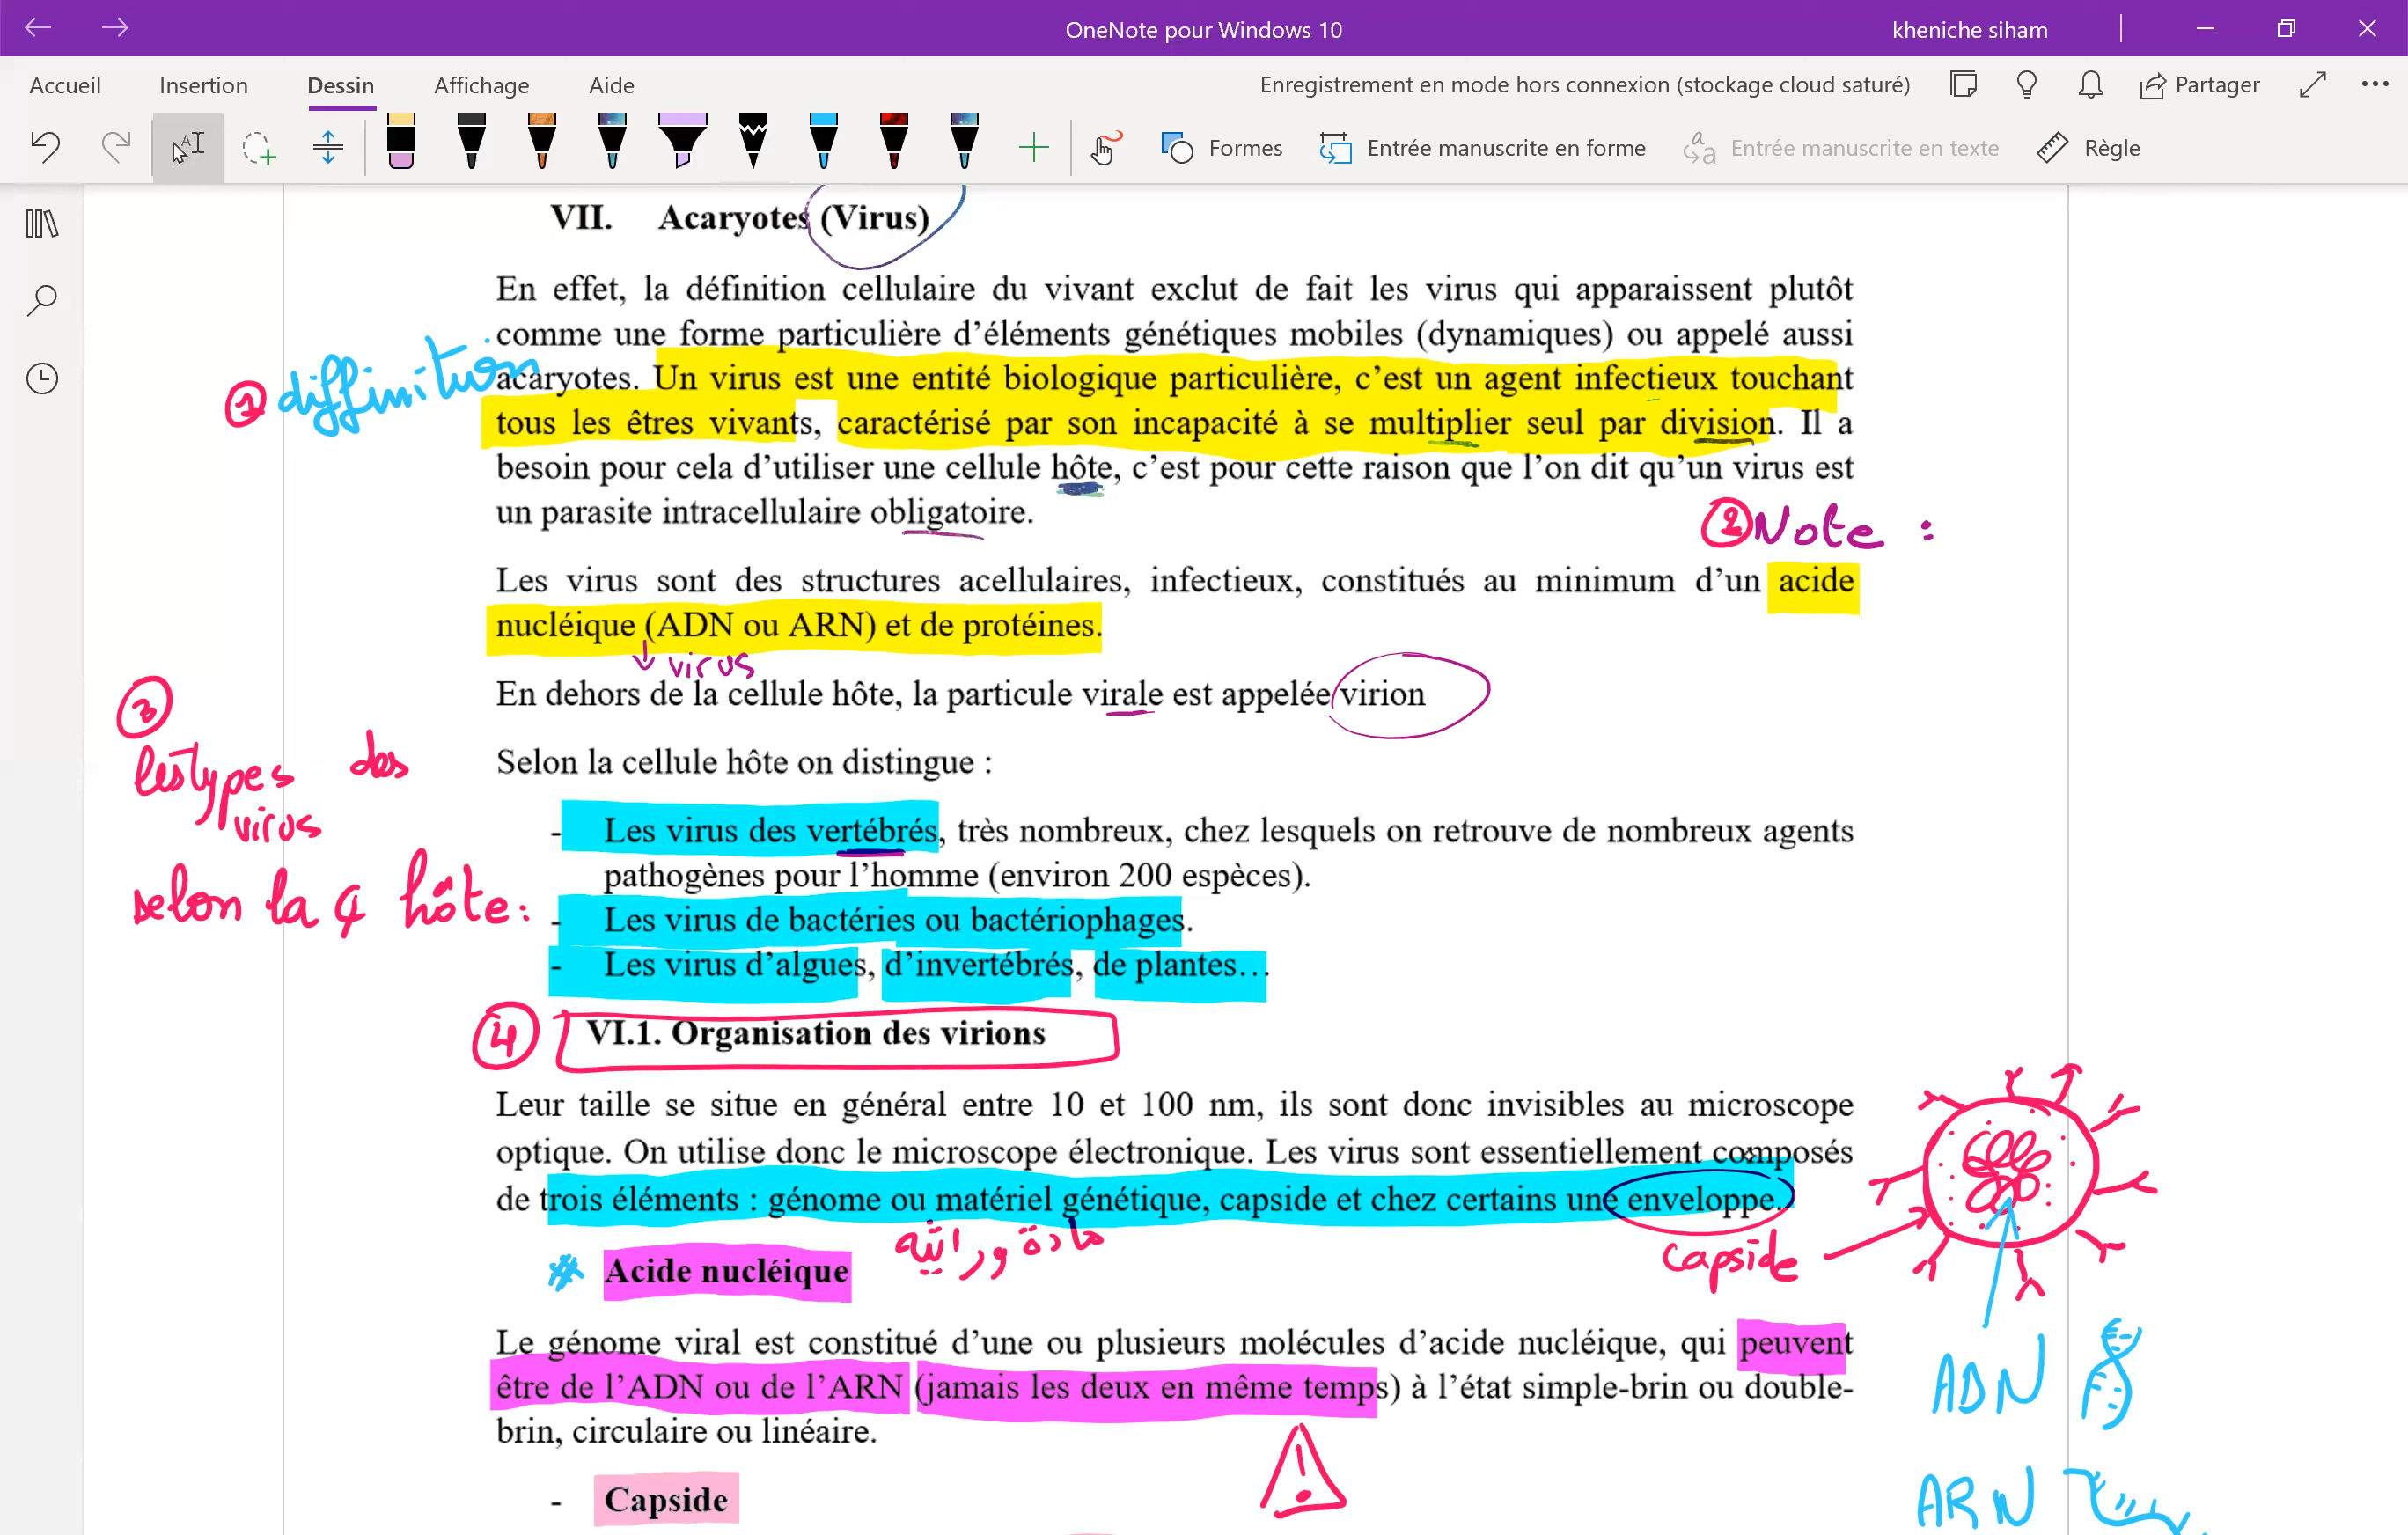 OneNote pour Windows 10
kheniche siham
Accueil Insertion Dessin Affichage Aide
Enregistrement en mode hors connexion (stockage cloud saturé) Partager
Formes Entrée manuscrite en forme Entrée manuscrite en texte Règle
VII. Acaryotes (Virus)
En effet, la définition cellulaire du vivant exclut de fait les virus qui apparaissent plutôt
comme une forme particulière d’éléments génétiques mobiles (dynamiques) ou appelé aussi
① diffinition
acaryotes. Un virus est une entité biologique particulière, c’est un agent infectieux touchant
tous les êtres vivants, caractérisé par son incapacité à se multiplier seul par division. Il a
besoin pour cela d’utiliser une cellule hôte, c’est pour cette raison que l’on dit qu’un virus est
un parasite intracellulaire obligatoire.
② Note :
Les virus sont des structures acellulaires, infectieux, constitués au minimum d’un acide
nucléique (ADN ou ARN) et de protéines.
↓ virus
En dehors de la cellule hôte, la particule virale est appelée virion
③
les types des
virus
selon la ¢ hôte :
Selon la cellule hôte on distingue :
- Les virus des vertébrés, très nombreux, chez lesquels on retrouve de nombreux agents
pathogènes pour l’homme (environ 200 espèces).
- Les virus de bactéries ou bactériophages.
- Les virus d’algues, d’invertébrés, de plantes…
④ VI.1. Organisation des virions
Leur taille se situe en général entre 10 et 100 nm, ils sont donc invisibles au microscope
optique. On utilise donc le microscope électronique. Les virus sont essentiellement composés
de trois éléments : génome ou matériel génétique, capside et chez certains une enveloppe.
مادة وراثية
capside
* Acide nucléique
Le génome viral est constitué d’une ou plusieurs molécules d’acide nucléique, qui peuvent
être de l’ADN ou de l’ARN (jamais les deux en même temps) à l’état simple-brin ou double-
brin, circulaire ou linéaire.
ADN
!
- Capside
ARN